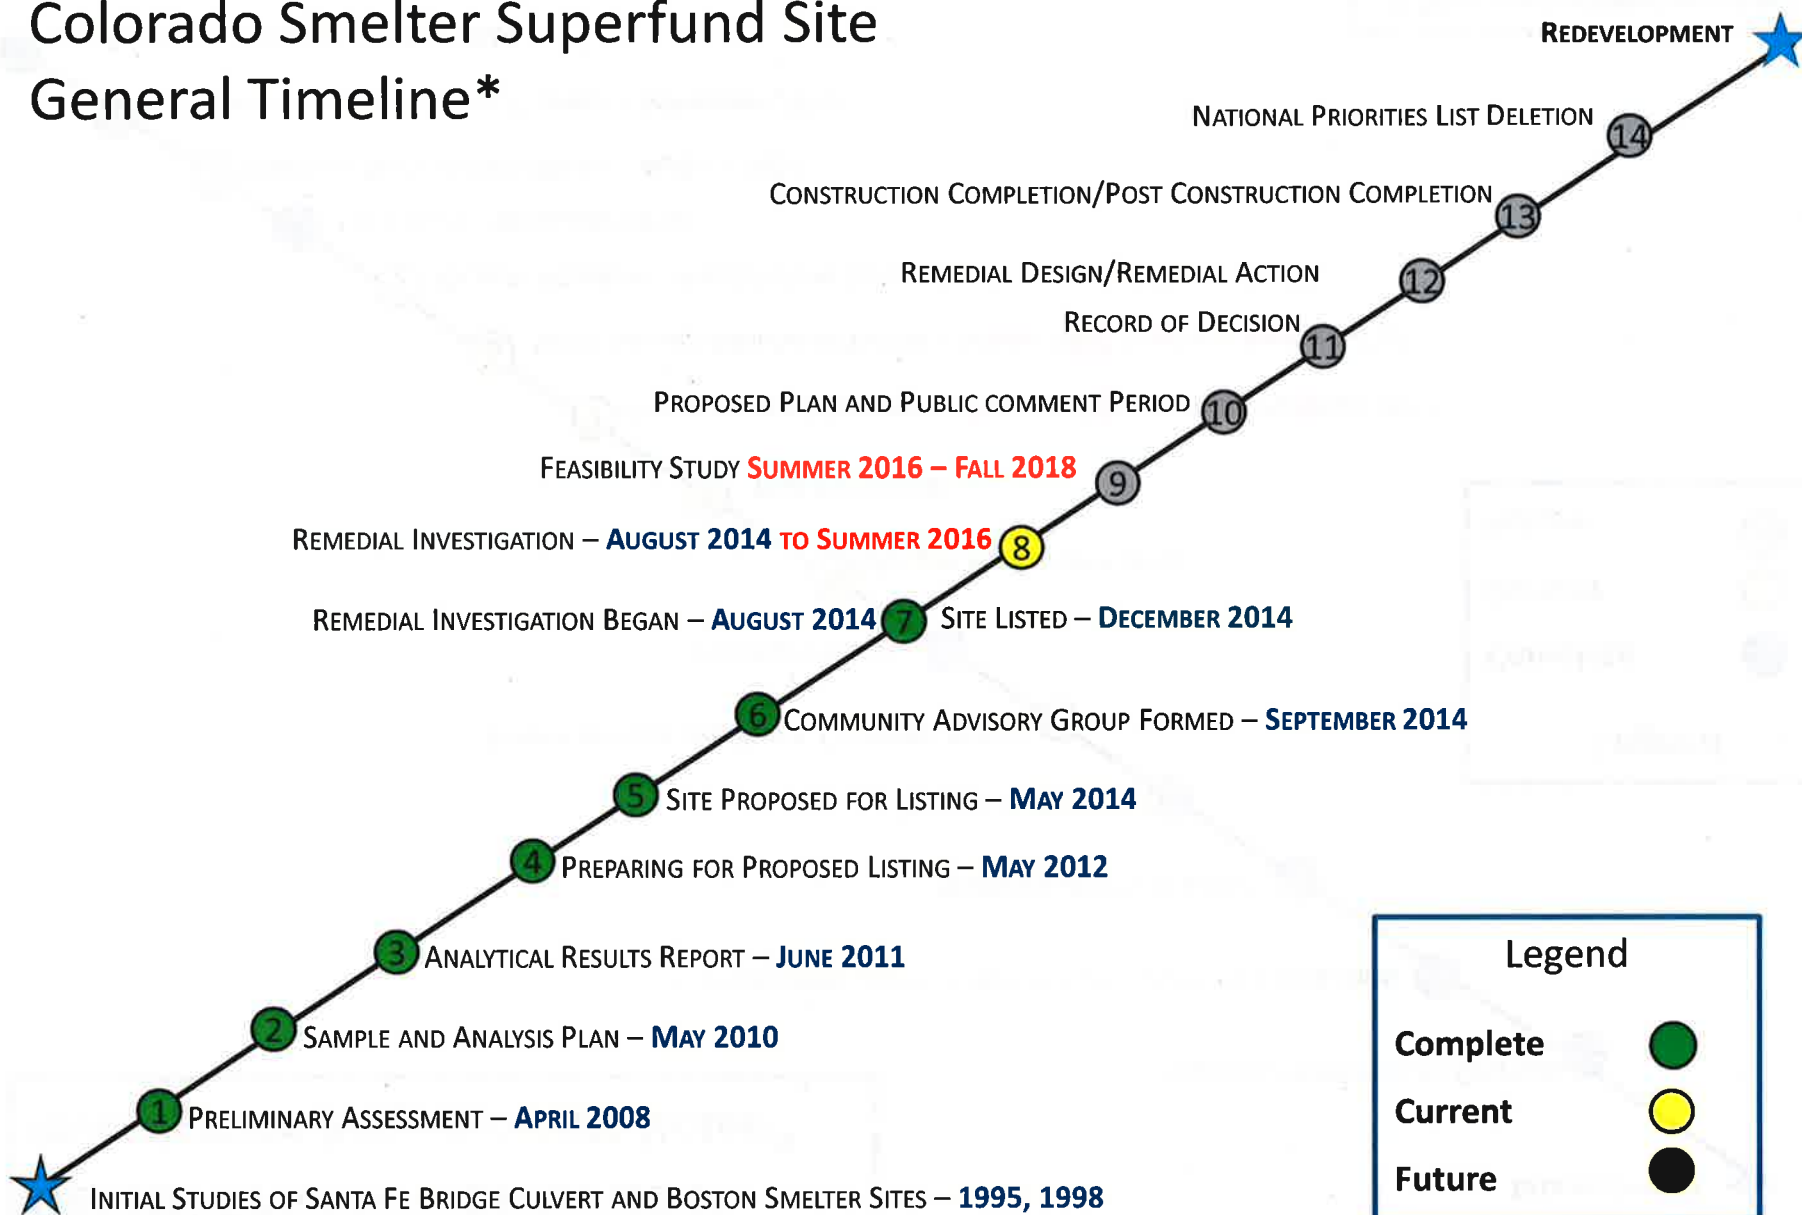 Colorado Smelter Superfund Site
General Timeline*
REDEVELOPMENT
NATIONAL PRIORITIES LIST DELETION
14
CONSTRUCTION COMPLETION/POST CONSTRUCTION COMPLETION
13
REMEDIAL DESIGN/REMEDIAL ACTION
12
RECORD OF DECISION
11
PROPOSED PLAN AND PUBLIC COMMENT PERIOD
10
FEASIBILITY STUDY SUMMER 2016 – FALL 2018
9
REMEDIAL INVESTIGATION – AUGUST 2014 TO SUMMER 2016
8
REMEDIAL INVESTIGATION BEGAN – AUGUST 2014
7
SITE LISTED – DECEMBER 2014
6
COMMUNITY ADVISORY GROUP FORMED – SEPTEMBER 2014
5
SITE PROPOSED FOR LISTING – MAY 2014
4
PREPARING FOR PROPOSED LISTING – MAY 2012
3
ANALYTICAL RESULTS REPORT – JUNE 2011
2
SAMPLE AND ANALYSIS PLAN – MAY 2010
1
PRELIMINARY ASSESSMENT – APRIL 2008
INITIAL STUDIES OF SANTA FE BRIDGE CULVERT AND BOSTON SMELTER SITES – 1995, 1998
Legend
Complete
Current
Future